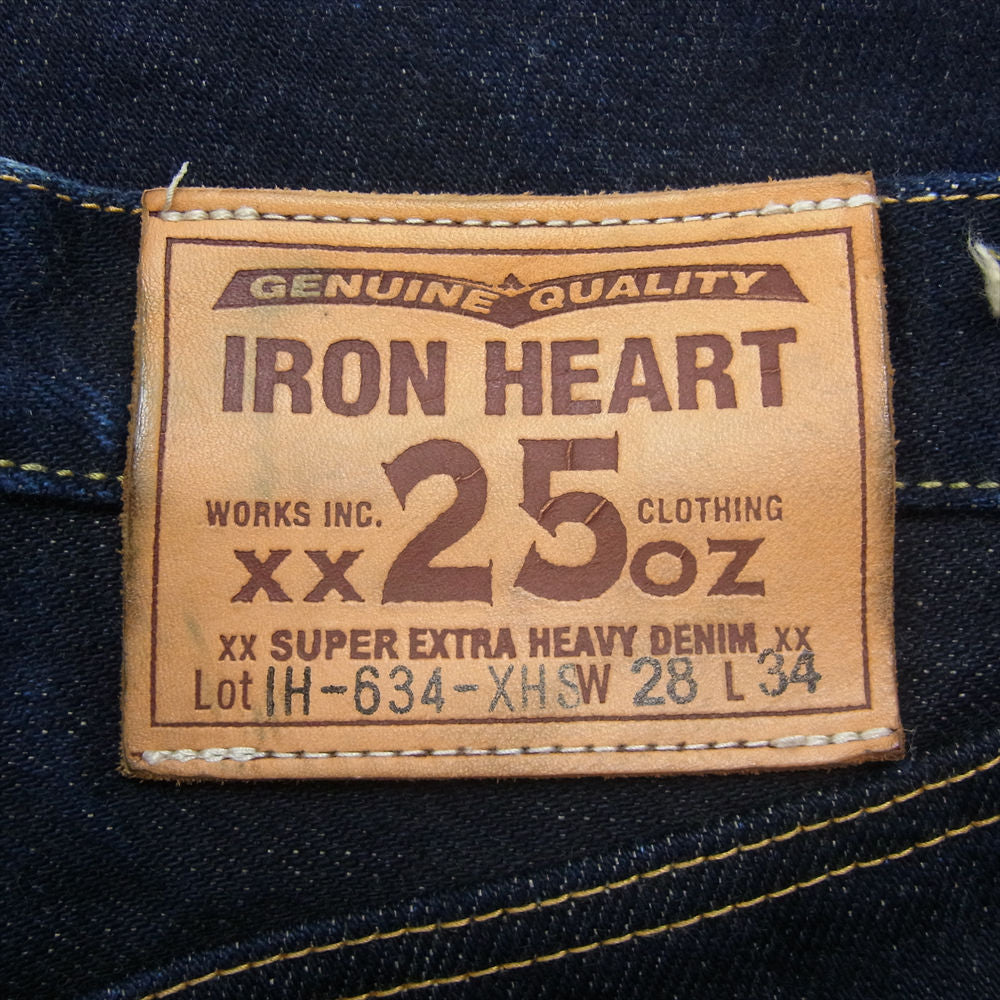 GENUINE QUALITY
IRON HEART
WORKS INC. 25 CLOTHING
XX OZ
XX SUPER EXTRA HEAVY DENIM XX
Lot IH-634-XHS W 28 L 34